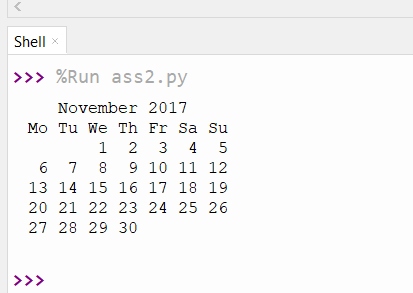 Shell
>>> %Run ass2.py
November 2017
Mo Tu We Th Fr Sa Su
1 2 3 4 5
6 7 8 9 10 11 12
13 14 15 16 17 18 19
20 21 22 23 24 25 26
27 28 29 30
>>>